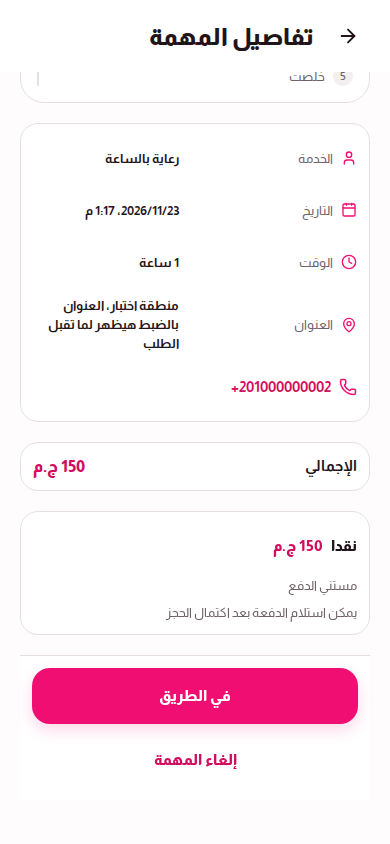 تفاصيل المهمة
5 خلصت
الخدمة رعاية بالساعة
التاريخ 2026/11/23، 1:17 م
الوقت 1 ساعة
العنوان منطقة اختبار، العنوان
بالضبط هيظهر لما تقبل
الطلب
+201000000002
الإجمالي 150 ج.م
نقدا 150 ج.م
مستني الدفع
يمكن استلام الدفعة بعد اكتمال الحجز
في الطريق
إلغاء المهمة